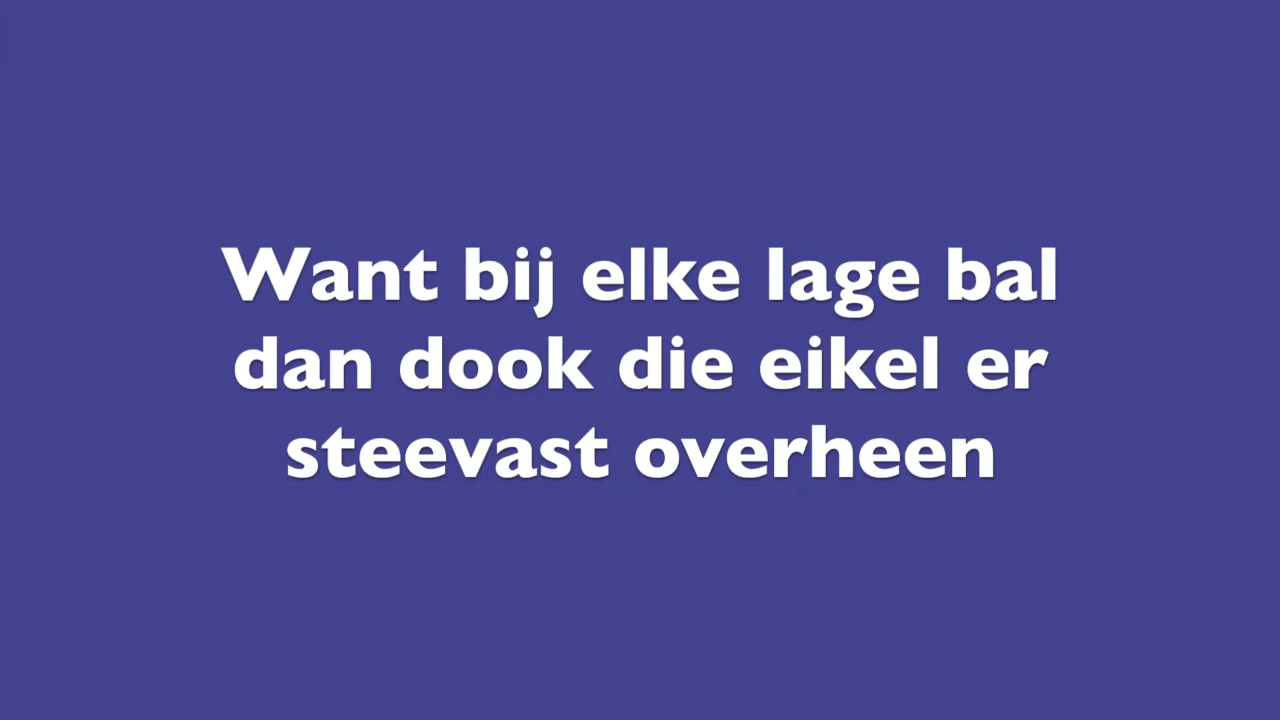 Want bij elke lage bal
dan dook die eikel er
steevast overheen